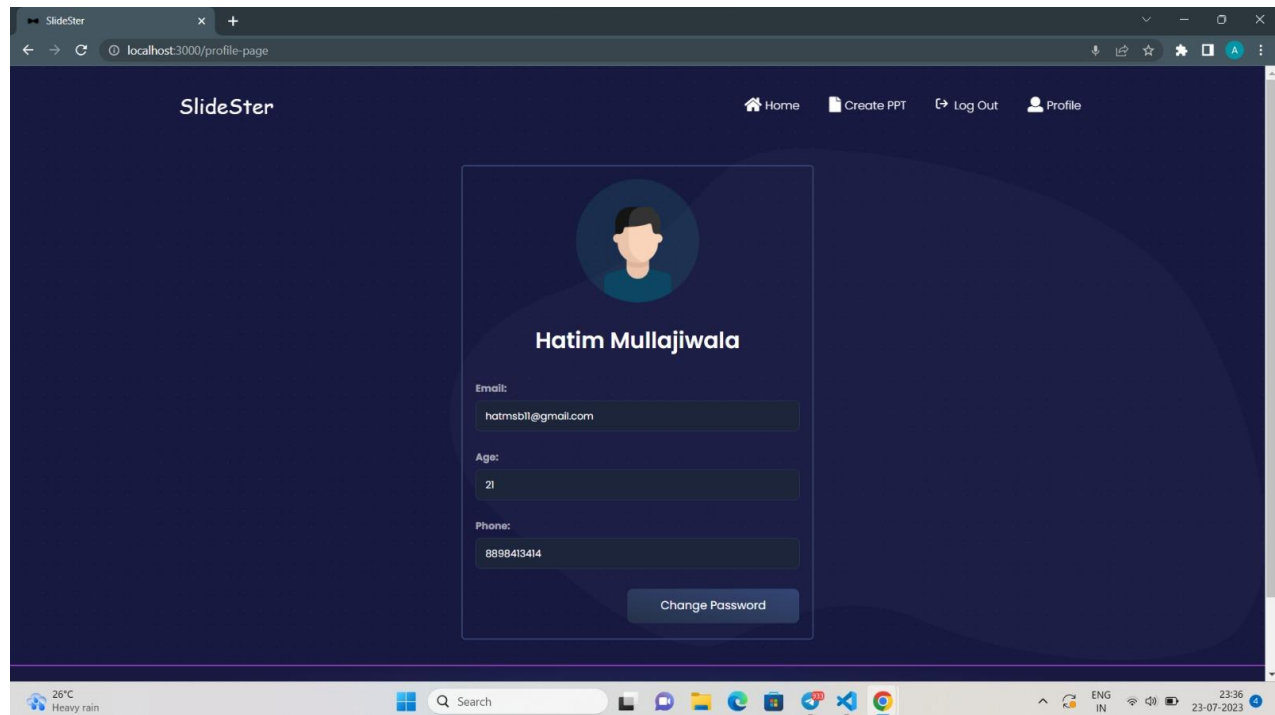 SlideSter
localhost:3000/profile-page
A
SlideSter
Home Create PPT Log Out Profile
Hatim Mullajiwala
Email:
hatmsb11@gmail.com
Age:
21
Phone:
8898413414
Change Password
26°C
Heavy rain
Search
ENG
IN
23:36
23-07-2023
4